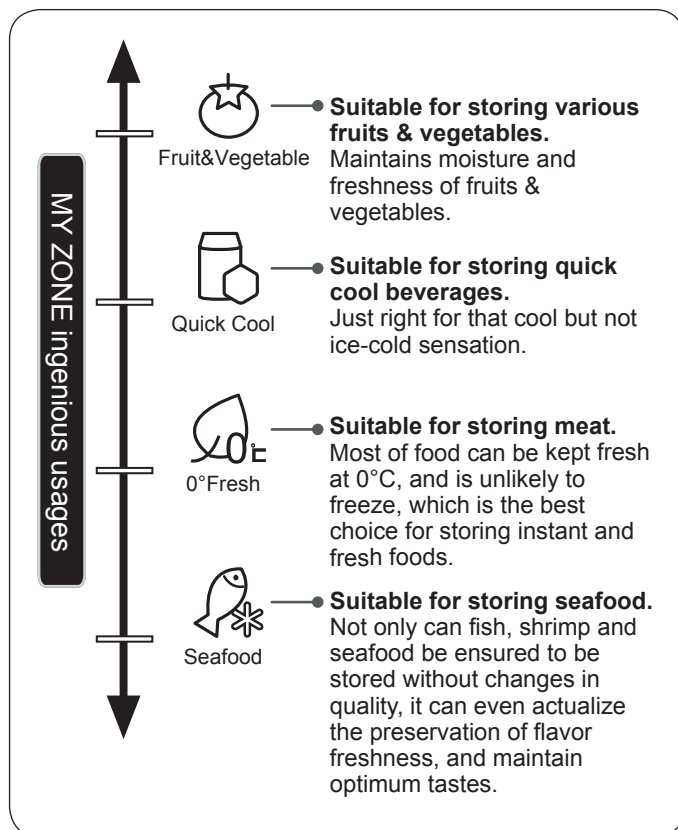 MY ZONE ingenious usages
Fruit&Vegetable
Suitable for storing various
fruits & vegetables.
Maintains moisture and
freshness of fruits &
vegetables.
Quick Cool
Suitable for storing quick
cool beverages.
Just right for that cool but not
ice-cold sensation.
0℃
0°Fresh
Suitable for storing meat.
Most of food can be kept fresh
at 0°C, and is unlikely to
freeze, which is the best
choice for storing instant and
fresh foods.
Seafood
Suitable for storing seafood.
Not only can fish, shrimp and
seafood be ensured to be
stored without changes in
quality, it can even actualize
the preservation of flavor
freshness, and maintain
optimum tastes.